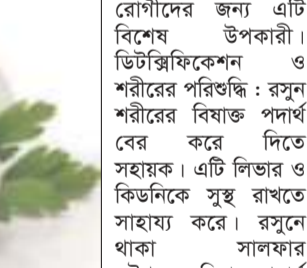 রোগীদের জন্য এটি
বিশেষ উপকারী।
ডিটক্সিফিকেশন ও
শরীরের পরিশুদ্ধি : রসুন
শরীরের বিষাক্ত পদার্থ
বের করে দিতে
সহায়ক। এটি লিভার ও
কিডনিকে সুস্থ রাখতে
সাহায্য করে। রসুনে
থাকা সালফার